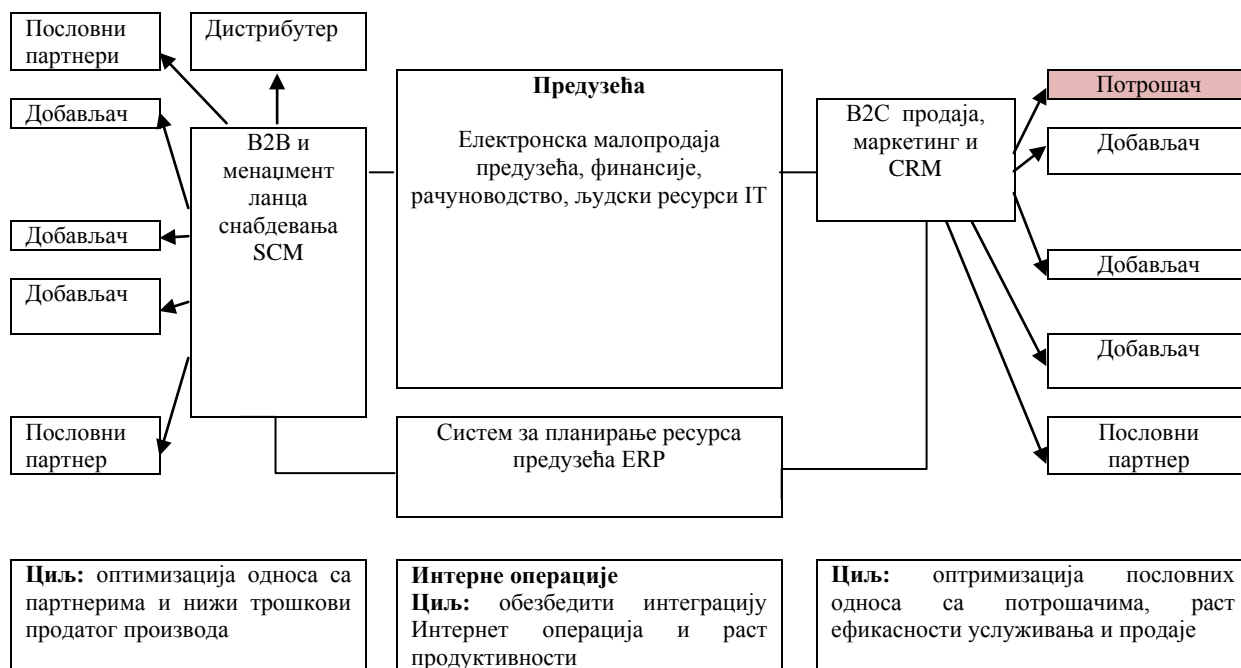 Пословни
партнери
Дистрибутер
Добављач
Добављач
Добављач
Пословни
партнер
B2B и
менаџмент
ланца
снабдевања
SCM
Предузећа
Електронска малопродаја
предузећа, финансије,
рачуноводство, људски ресурси IT
Систем за планирање ресурса
предузећа ERP
B2C продаја,
маркетинг и
CRM
Потрошач
Добављач
Добављач
Добављач
Пословни
партнер
Циљ: оптимизација односа са
партнерима и нижи трошкови
продатог производа
Интерне операције
Циљ: обезбедити интеграцију
Интернет операција и раст
продуктивности
Циљ: оптримизација пословних
односа са потрошачима, раст
ефикасности услуживања и продаје